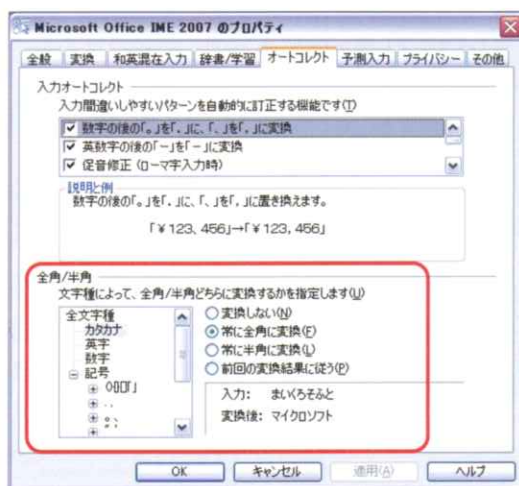 Microsoft Office IME 2007 のプロパティ
全般 変換 和英混在入力 辞書/学習 オートコレクト 予測入力 プライバシー その他
入力オートコレクト
入力間違いしやすいパターンを自動的に訂正する機能です(T)
数字の後の「。」を「.」に、「、」を「,」に変換
英数字の後の「ー」を「－」に変換
促音修正 (ローマ字入力時)
説明と例
数字の後の「。」を「.」に、「、」を「,」に置き換えます。
「¥123、456」→「¥123,456」
全角/半角
文字種によって、全角/半角どちらに変換するかを指定します(U)
全文字種
カタカナ
英字
数字
記号
変換しない(N)
常に全角に変換(F)
常に半角に変換(L)
前回の変換結果に従う(P)
入力: まいくろそふと
変換後: マイクロソフト
OK キャンセル 適用(A) ヘルプ